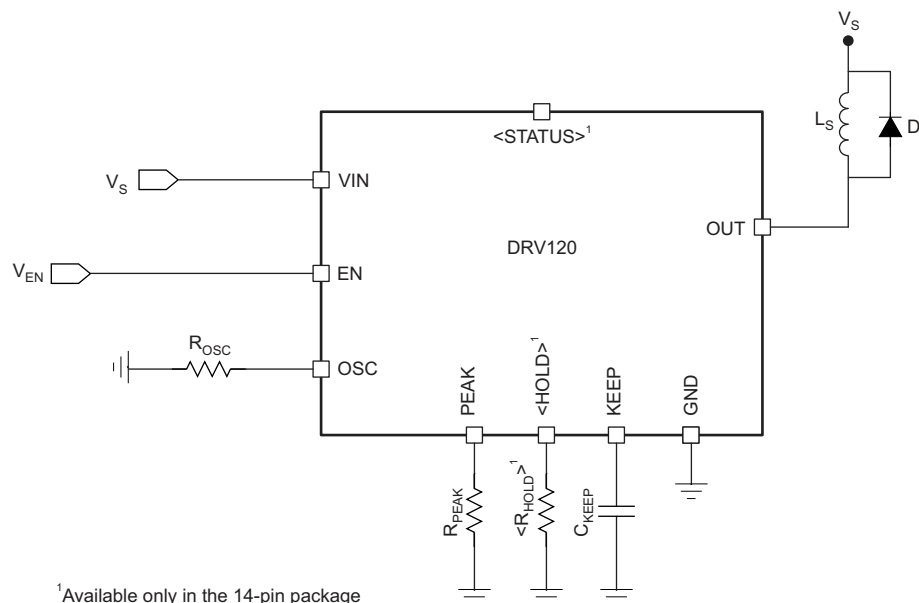 V_S
<STATUS>¹
L_S
D
V_S
VIN
OUT
DRV120
V_EN
EN
R_OSC
OSC
PEAK
<HOLD>¹
KEEP
GND
R_PEAK
<R_HOLD>¹
C_KEEP
¹Available only in the 14-pin package